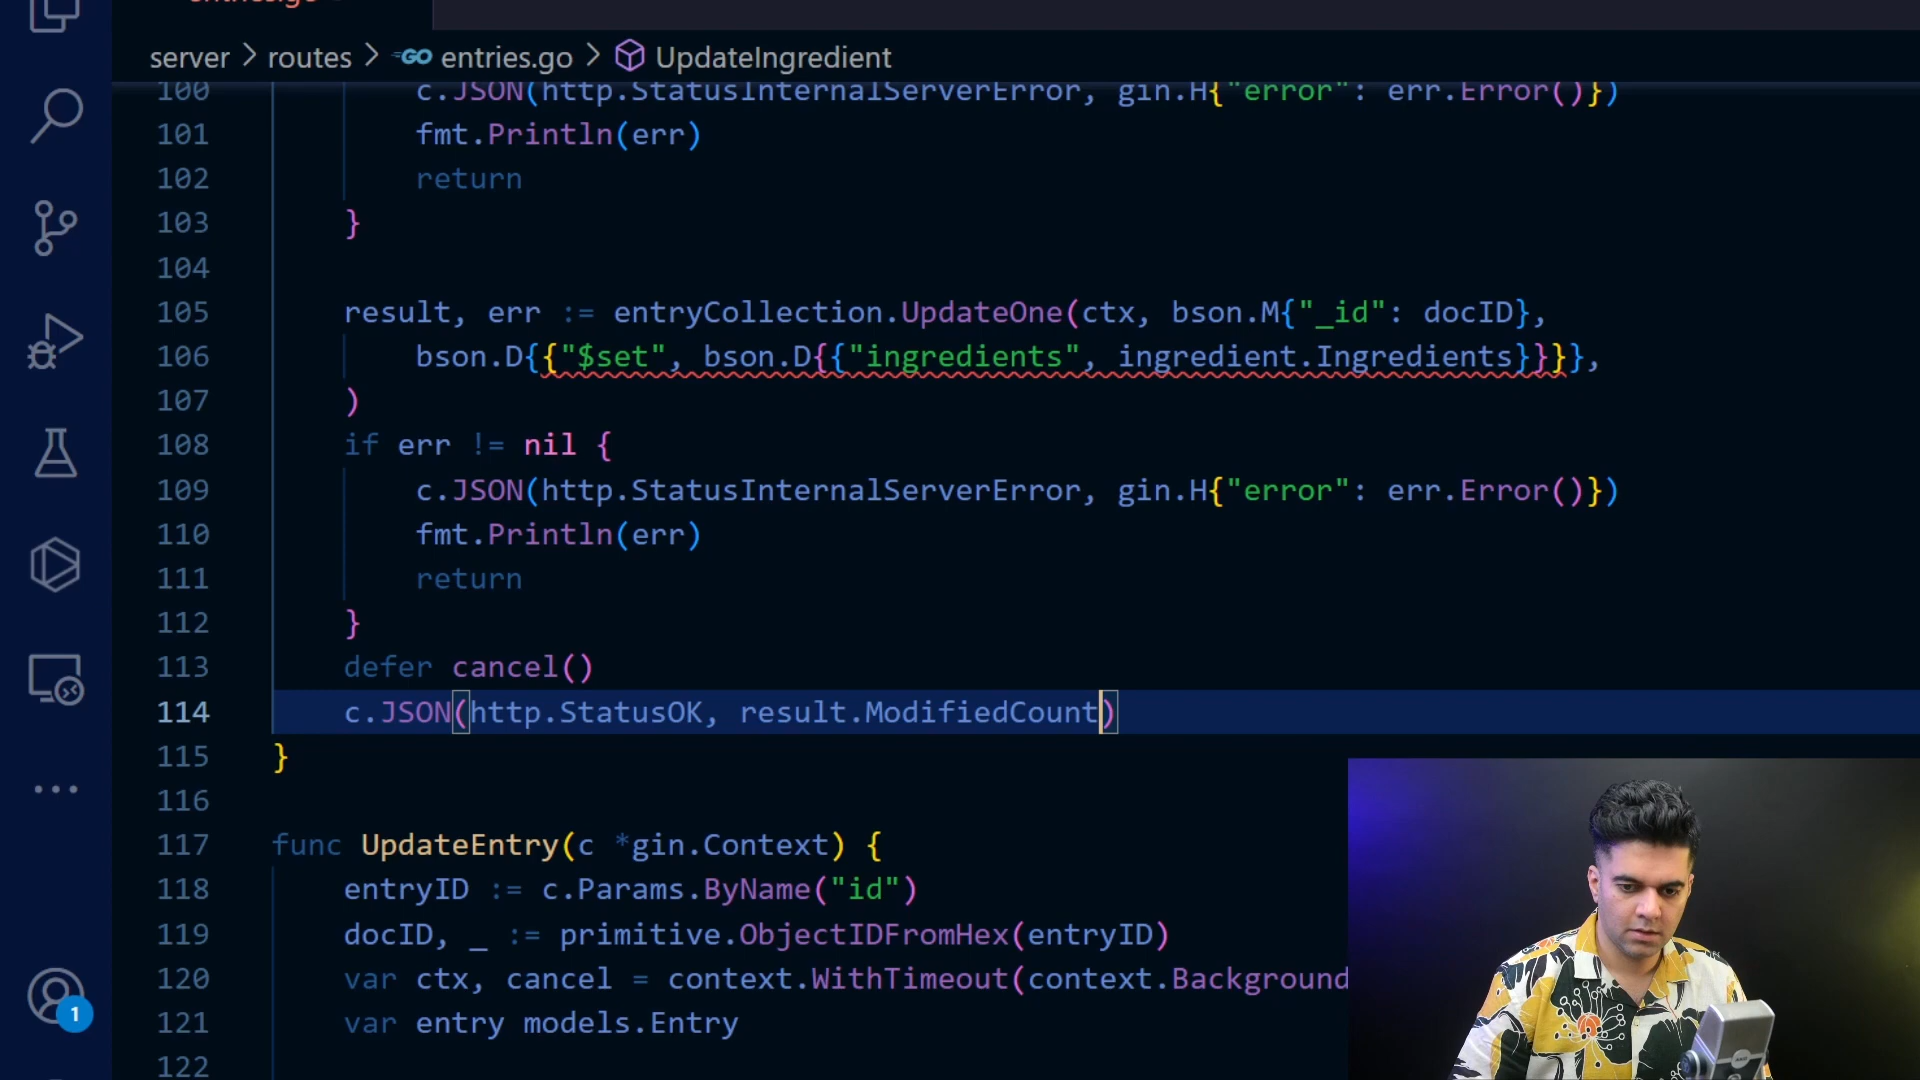 server > routes > GO entries.go > UpdateIngredient
100 c.JSON(http.StatusInternalServerError, gin.H{"error": err.Error()})
101 fmt.Println(err)
102 return
103 }
104
105 result, err := entryCollection.UpdateOne(ctx, bson.M{"_id": docID},
106 bson.D{{"$set", bson.D{{"ingredients", ingredient.Ingredients}}}},
107 )
108 if err != nil {
109 c.JSON(http.StatusInternalServerError, gin.H{"error": err.Error()})
110 fmt.Println(err)
111 return
112 }
113 defer cancel()
114 c.JSON(http.StatusOK, result.ModifiedCount)
115 }
116
117 func UpdateEntry(c *gin.Context) {
118 entryID := c.Params.ByName("id")
119 docID, _ := primitive.ObjectIDFromHex(entryID)
120 var ctx, cancel = context.WithTimeout(context.Background
121 var entry models.Entry
122
1